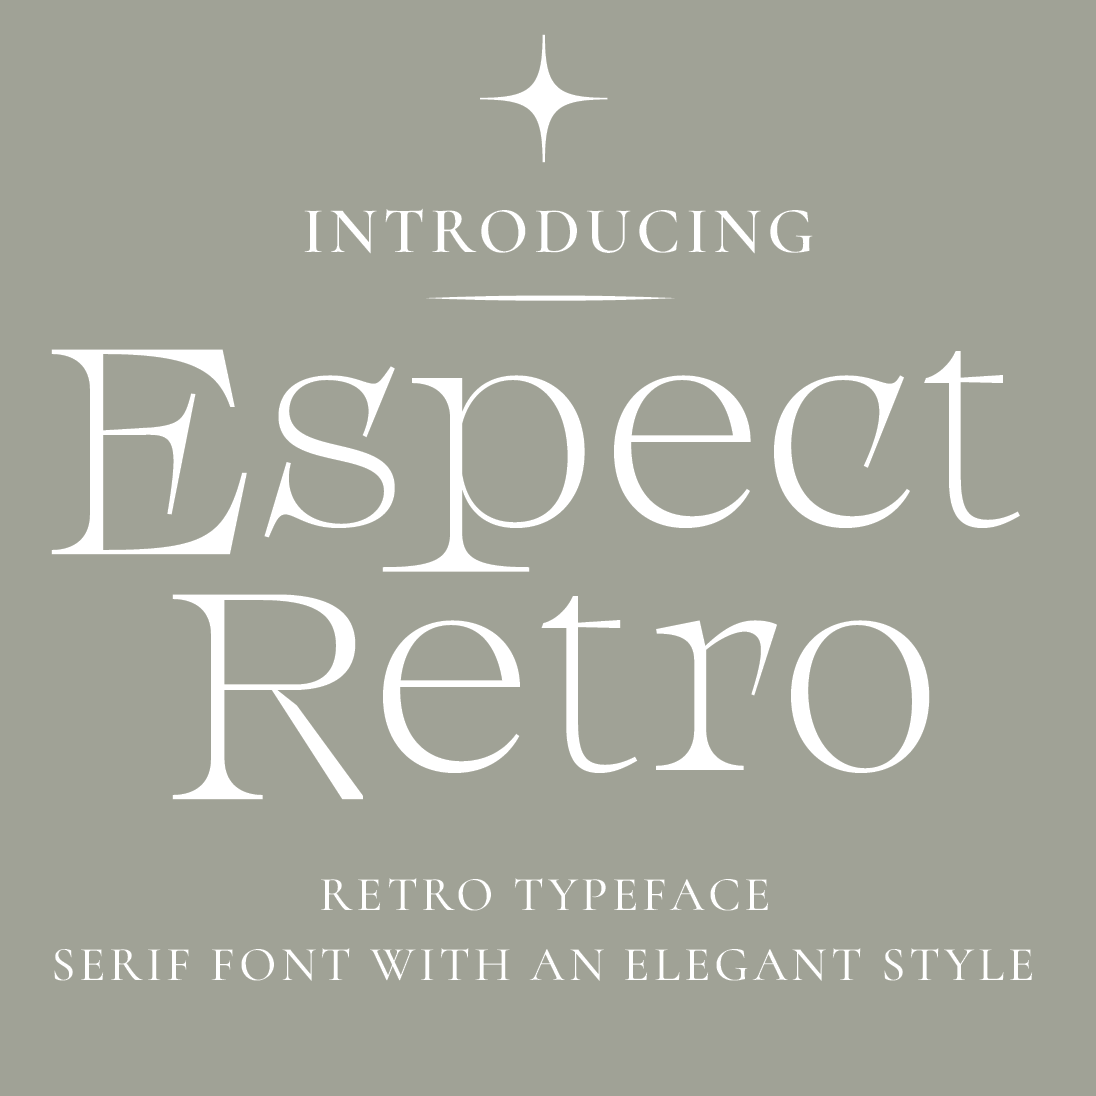 INTRODUCING
Espect
Retro
RETRO TYPEFACE
SERIF FONT WITH AN ELEGANT STYLE